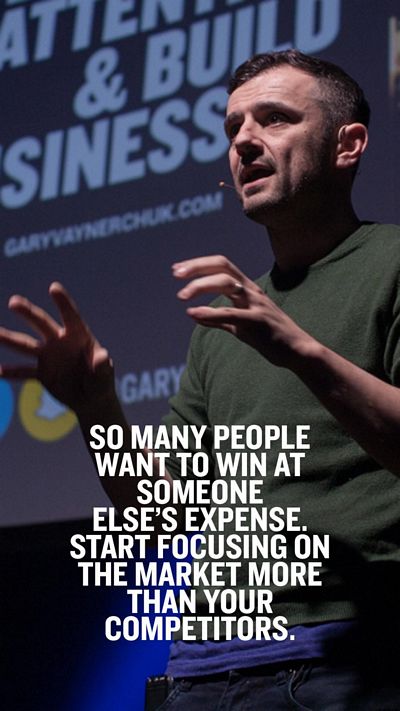 ATTENTI
& BUILD
SINESS
GARYVAYNERCHUK.COM
GARY
SO MANY PEOPLE
WANT TO WIN AT
SOMEONE
ELSE'S EXPENSE.
START FOCUSING ON
THE MARKET MORE
THAN YOUR
COMPETITORS.